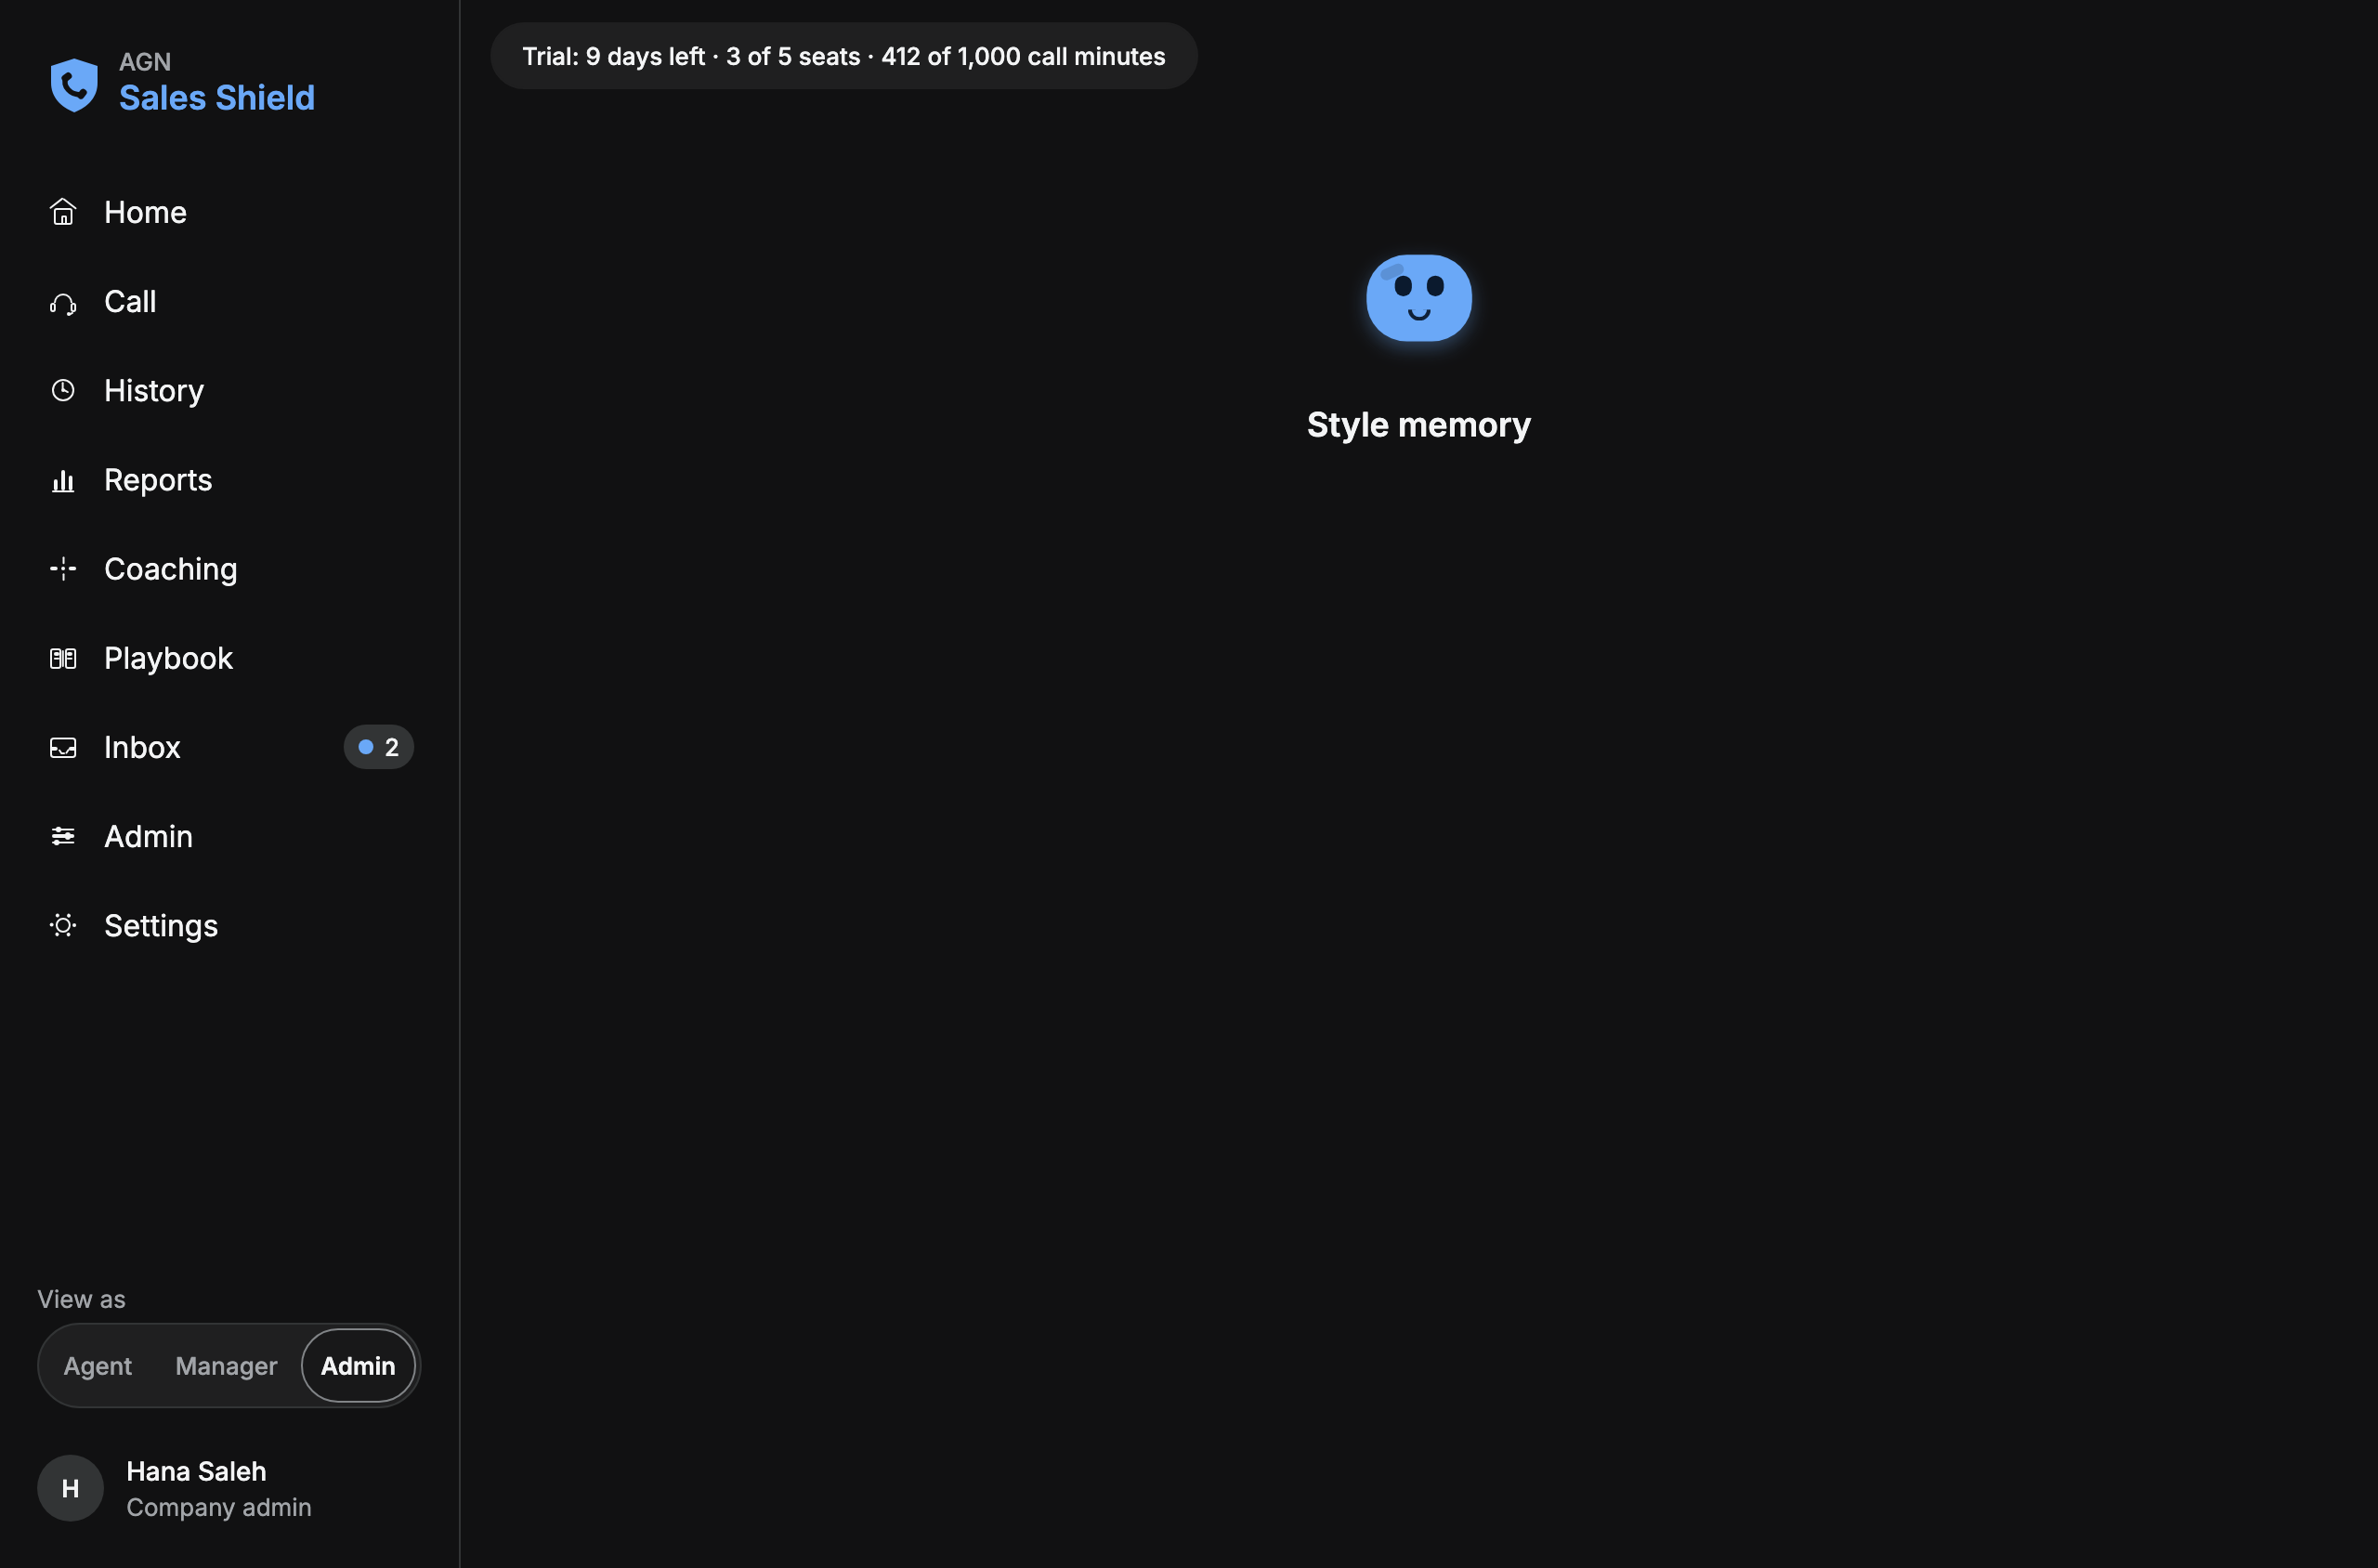 AGN
Sales Shield
Home
Call
History
Reports
Coaching
Playbook
Inbox
2
Admin
Settings
View as
Agent
Manager
Admin
H
Hana Saleh
Company admin
Trial: 9 days left · 3 of 5 seats · 412 of 1,000 call minutes
Style memory